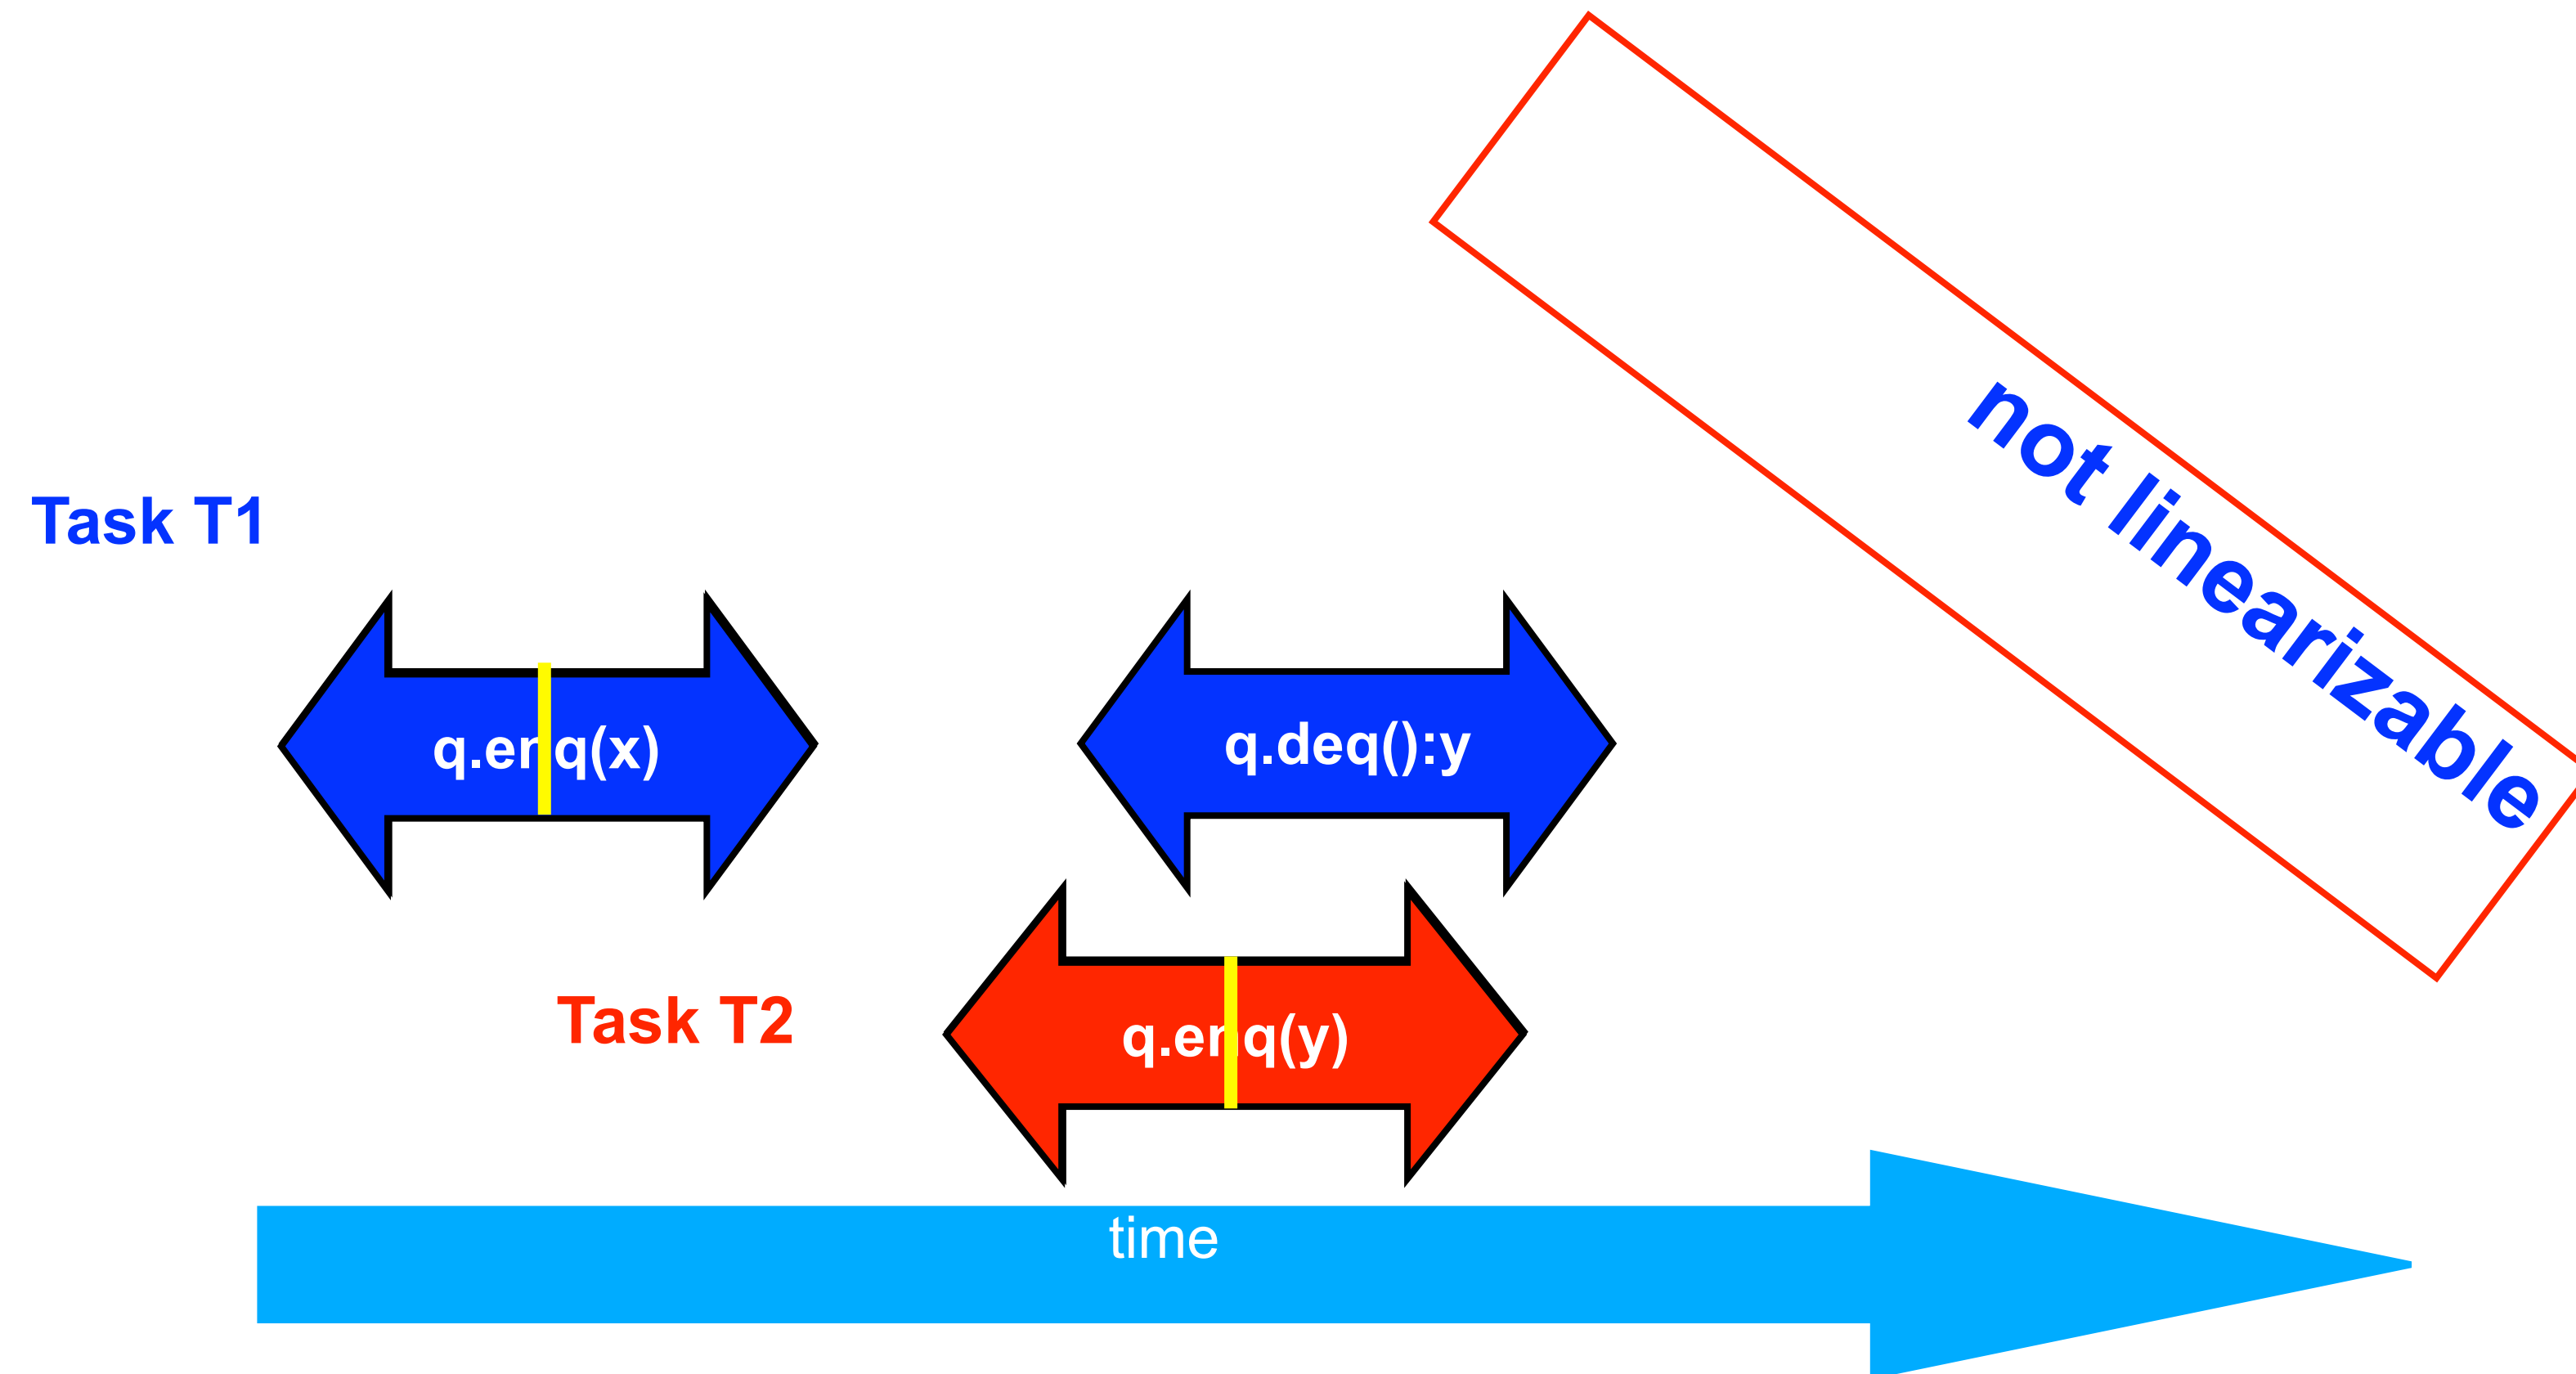 not linearizable
Task T1
q.enq(x)
q.deq():y
Task T2
q.enq(y)
time